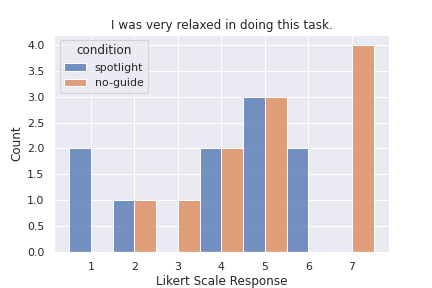 I was very relaxed in doing this task.
condition
spotlight
no-guide
4.0
3.5
3.0
2.5
2.0
1.5
1.0
0.5
0.0
Count
1 2 3 4 5 6 7
Likert Scale Response